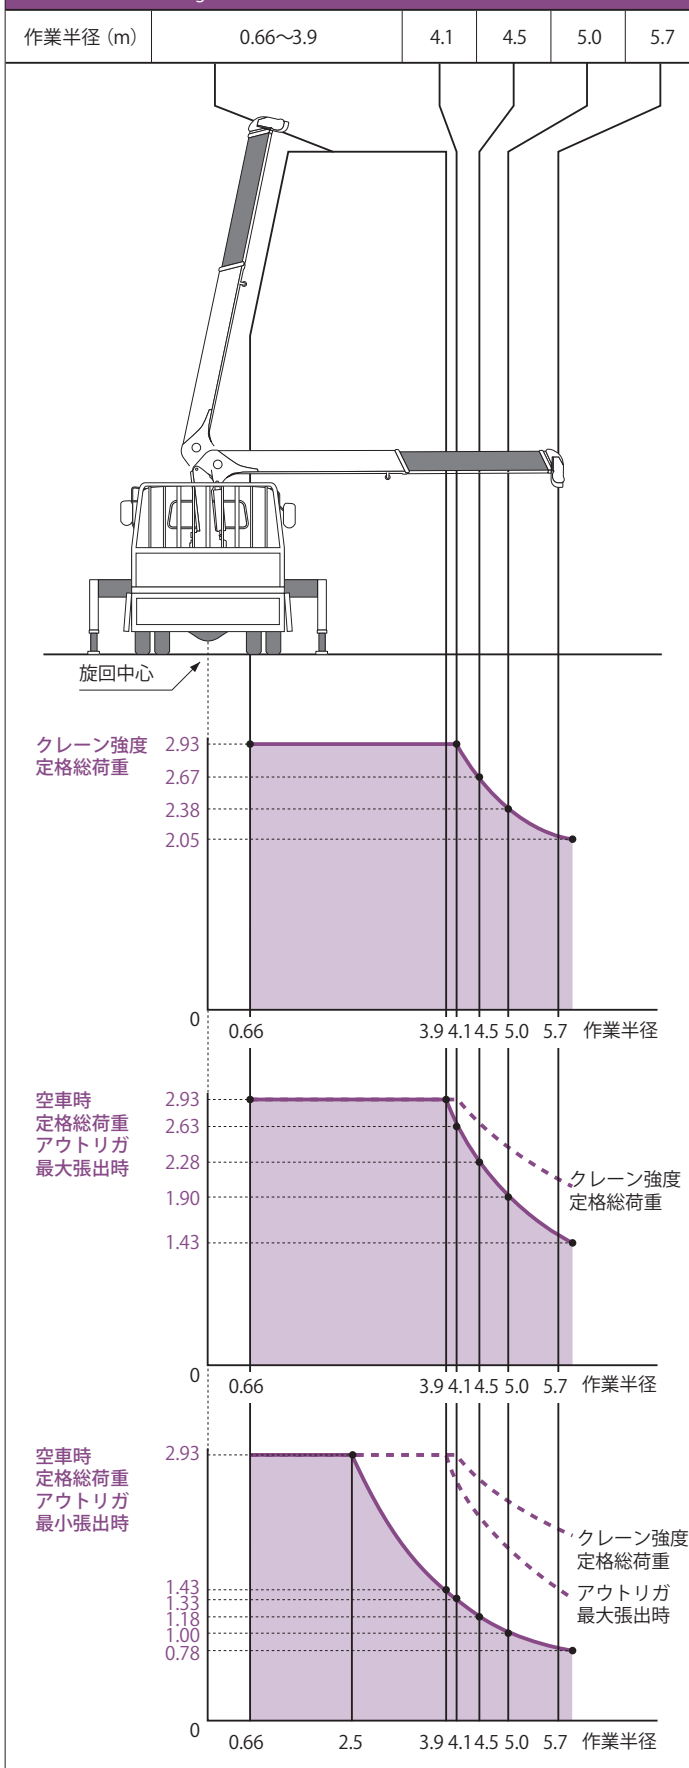 作業半径（m） 0.66～3.9 4.1 4.5 5.0 5.7
旋回中心
クレーン強度
定格総荷重
2.93
2.67
2.38
2.05
0
0.66 3.9 4.1 4.5 5.0 5.7 作業半径
空車時
定格総荷重
アウトリガ
最大張出時
2.93
2.63
2.28
1.90
1.43
クレーン強度
定格総荷重
0
0.66 3.9 4.1 4.5 5.0 5.7 作業半径
空車時
定格総荷重
アウトリガ
最小張出時
2.93
1.43
1.33
1.18
1.00
0.78
クレーン強度
定格総荷重
アウトリガ
最大張出時
0
0.66 2.5 3.9 4.1 4.5 5.0 5.7 作業半径